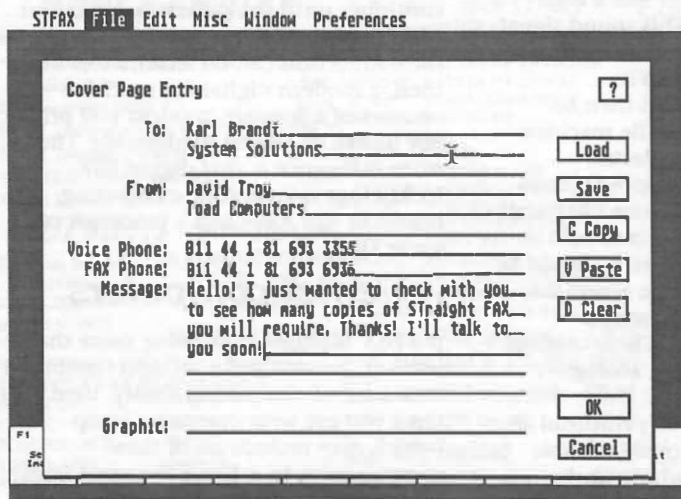 STFAX File Edit Misc Window Preferences
Cover Page Entry
?
To: Karl Brandt
System Solutions
Load
From: David Troy
Save
Toad Computers
C Copy
Voice Phone: 011 44 1 81 693 3355
FAX Phone: 011 44 1 81 693 6936
V Paste
Message: Hello! I just wanted to check with you
to see how many copies of STraight FAX
D Clear
you will require. Thanks! I'll talk to
you soon!
OK
Graphic:
Cancel
F1